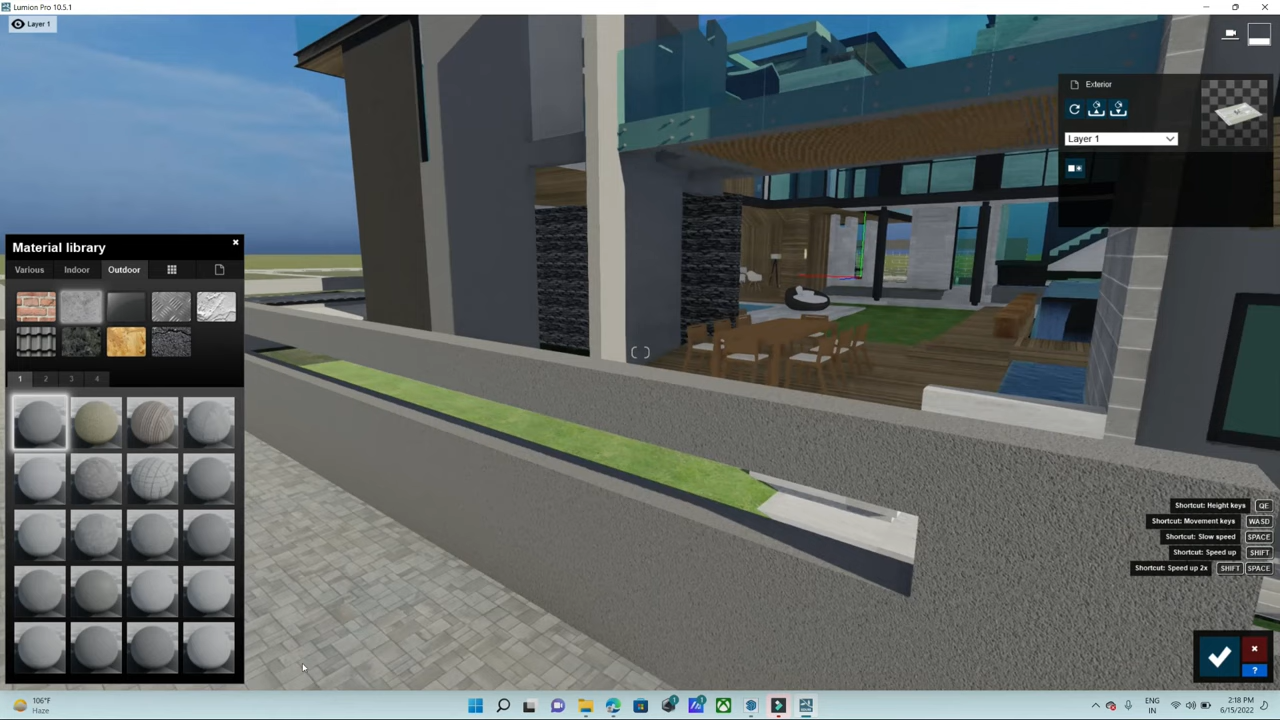 Lumion Pro 10.5.1
Layer 1
Exterior
Layer 1
Material library
Various
Indoor
Outdoor
1
2
3
4
Shortcut: Height keys
QE
Shortcut: Movement keys
WASD
Shortcut: Slow speed
SPACE
Shortcut: Speed up
SHIFT
Shortcut: Speed up 2x
SHIFT
SPACE
?
106°F
Haze
ENG
IN
2:18 PM
6/15/2022